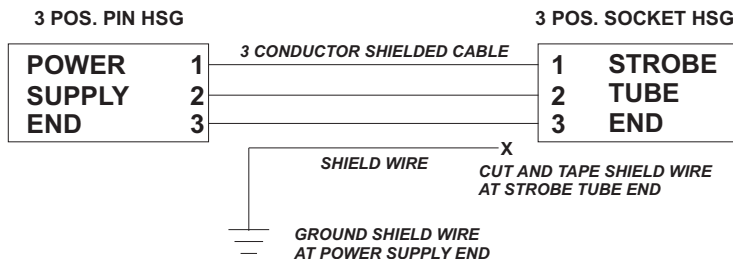 3 POS. PIN HSG
3 POS. SOCKET HSG
3 CONDUCTOR SHIELDED CABLE
POWER 1
SUPPLY 2
END 3
1 STROBE
2 TUBE
3 END
X
SHIELD WIRE
CUT AND TAPE SHIELD WIRE
AT STROBE TUBE END
GROUND SHIELD WIRE
AT POWER SUPPLY END